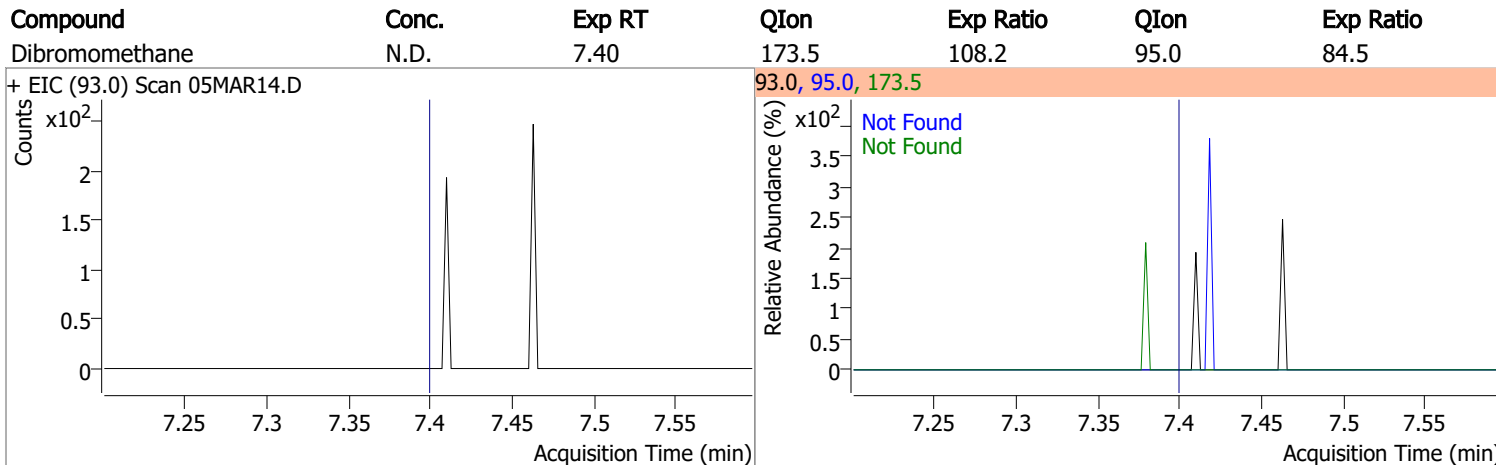 Compound Conc. Exp RT QIon Exp Ratio QIon Exp Ratio
Dibromomethane N.D. 7.40 173.5 108.2 95.0 84.5
+ EIC (93.0) Scan 05MAR14.D
Counts
x10²
2
1.5
1
0.5
0
7.25 7.3 7.35 7.4 7.45 7.5 7.55
Acquisition Time (min)
93.0, 95.0, 173.5
Relative Abundance (%)
x10²
Not Found
Not Found
3.5
3
2.5
2
1.5
1
0.5
0
7.25 7.3 7.35 7.4 7.45 7.5 7.55
Acquisition Time (min)